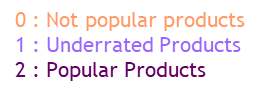 0 : Not popular products
1 : Underrated Products
2 : Popular Products